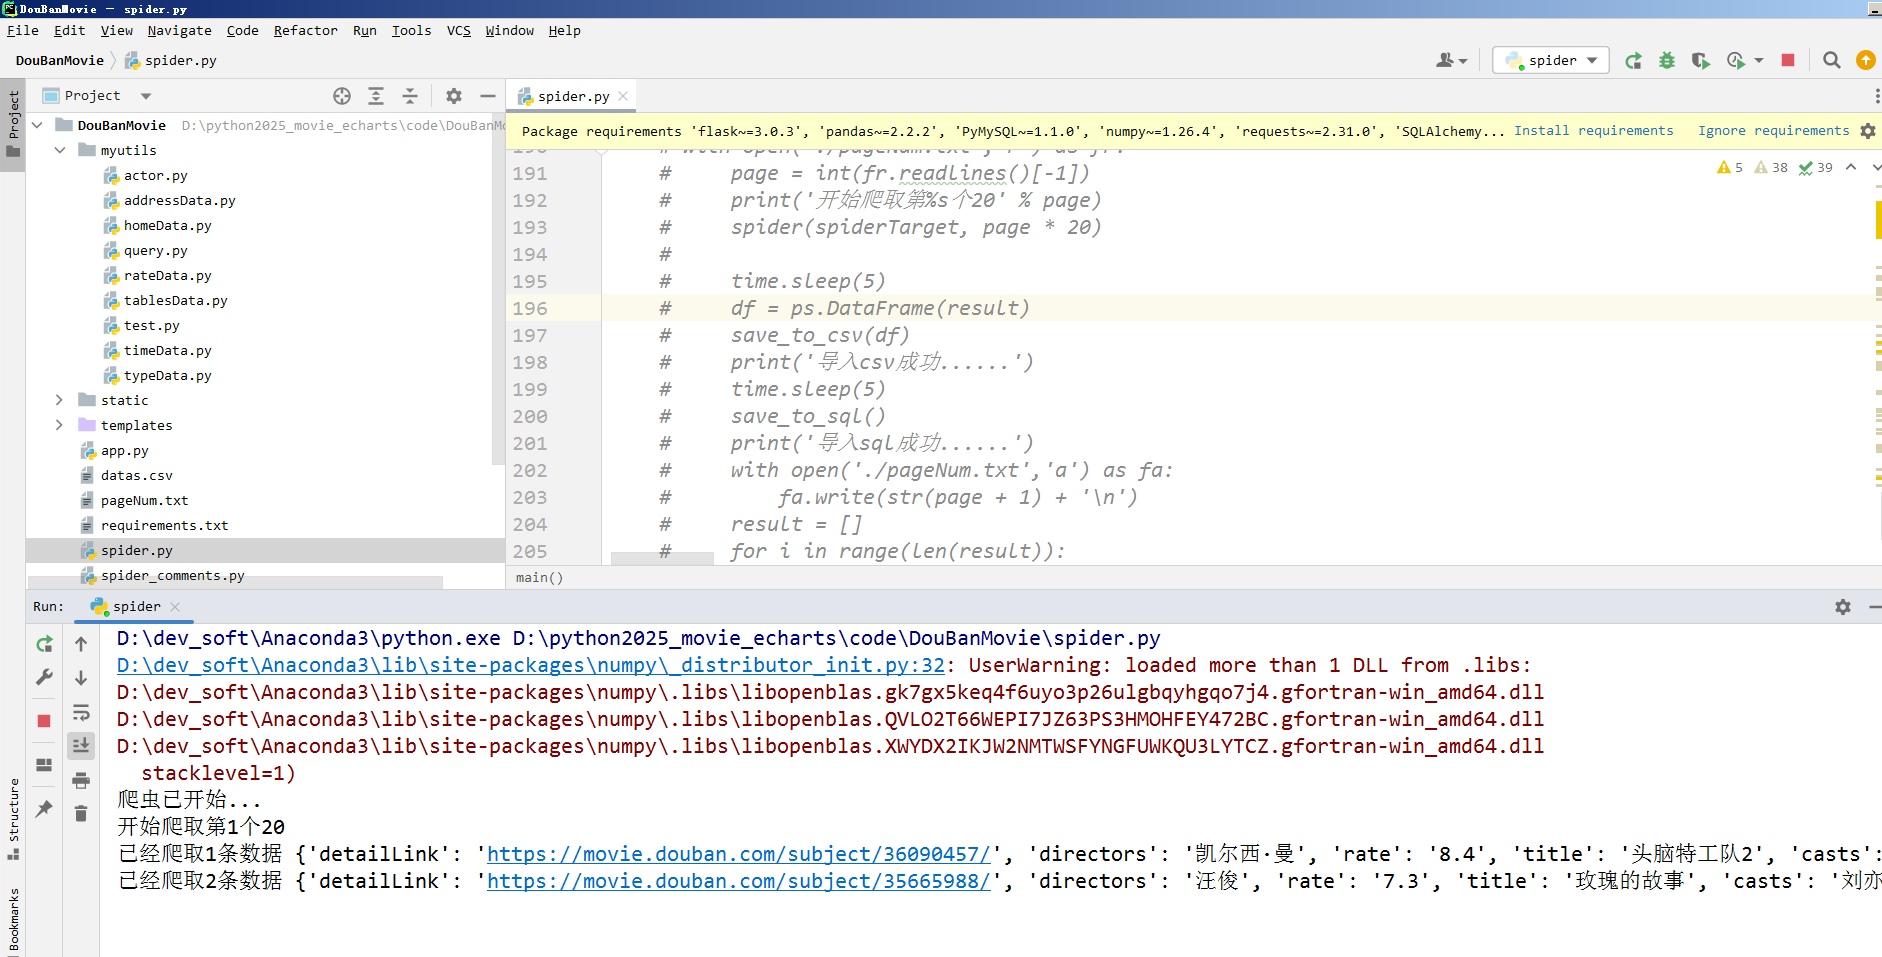 DouBanMovie – spider.py
File Edit View Navigate Code Refactor Run Tools VCS Window Help
DouBanMovie spider.py
spider
Project
Project
spider.py
DouBanMovie D:\python2025_movie_echarts\code\DouBanMo
myutils
actor.py
addressData.py
homeData.py
query.py
rateData.py
tablesData.py
test.py
timeData.py
typeData.py
static
templates
app.py
datas.csv
pageNum.txt
requirements.txt
spider.py
spider_comments.py
Package requirements 'flask~=3.0.3', 'pandas~=2.2.2', 'PyMySQL~=1.1.0', 'numpy~=1.26.4', 'requests~=2.31.0', 'SQLAlchemy... Install requirements Ignore requirements
5 38 39
190 # with open('./pageNum.txt','r') as fr:
191 # page = int(fr.readlines()[-1])
192 # print('开始爬取第%s个20' % page)
193 # spider(spiderTarget, page * 20)
194 #
195 # time.sleep(5)
196 # df = ps.DataFrame(result)
197 # save_to_csv(df)
198 # print('导入csv成功......')
199 # time.sleep(5)
200 # save_to_sql()
201 # print('导入sql成功......')
202 # with open('./pageNum.txt','a') as fa:
203 # fa.write(str(page + 1) + '\n')
204 # result = []
205 # for i in range(len(result)):
main()
Run: spider
D:\dev_soft\Anaconda3\python.exe D:\python2025_movie_echarts\code\DouBanMovie\spider.py
D:\dev_soft\Anaconda3\lib\site-packages\numpy\_distributor_init.py:32: UserWarning: loaded more than 1 DLL from .libs:
D:\dev_soft\Anaconda3\lib\site-packages\numpy\.libs\libopenblas.gk7gx5keq4f6uyo3p26ulgbqyhgqo7j4.gfortran-win_amd64.dll
D:\dev_soft\Anaconda3\lib\site-packages\numpy\.libs\libopenblas.QVLO2T66WEPI7JZ63PS3HMOHFEY472BC.gfortran-win_amd64.dll
D:\dev_soft\Anaconda3\lib\site-packages\numpy\.libs\libopenblas.XWYDX2IKJW2NMTWSFYNGFUWKQU3LYTCZ.gfortran-win_amd64.dll
stacklevel=1)
爬虫已开始...
开始爬取第1个20
已经爬取1条数据 {'detailLink': 'https://movie.douban.com/subject/36090457/', 'directors': '凯尔西·曼', 'rate': '8.4', 'title': '头脑特工队2', 'casts':
已经爬取2条数据 {'detailLink': 'https://movie.douban.com/subject/35665988/', 'directors': '汪俊', 'rate': '7.3', 'title': '玫瑰的故事', 'casts': '刘亦
Structure
Bookmarks